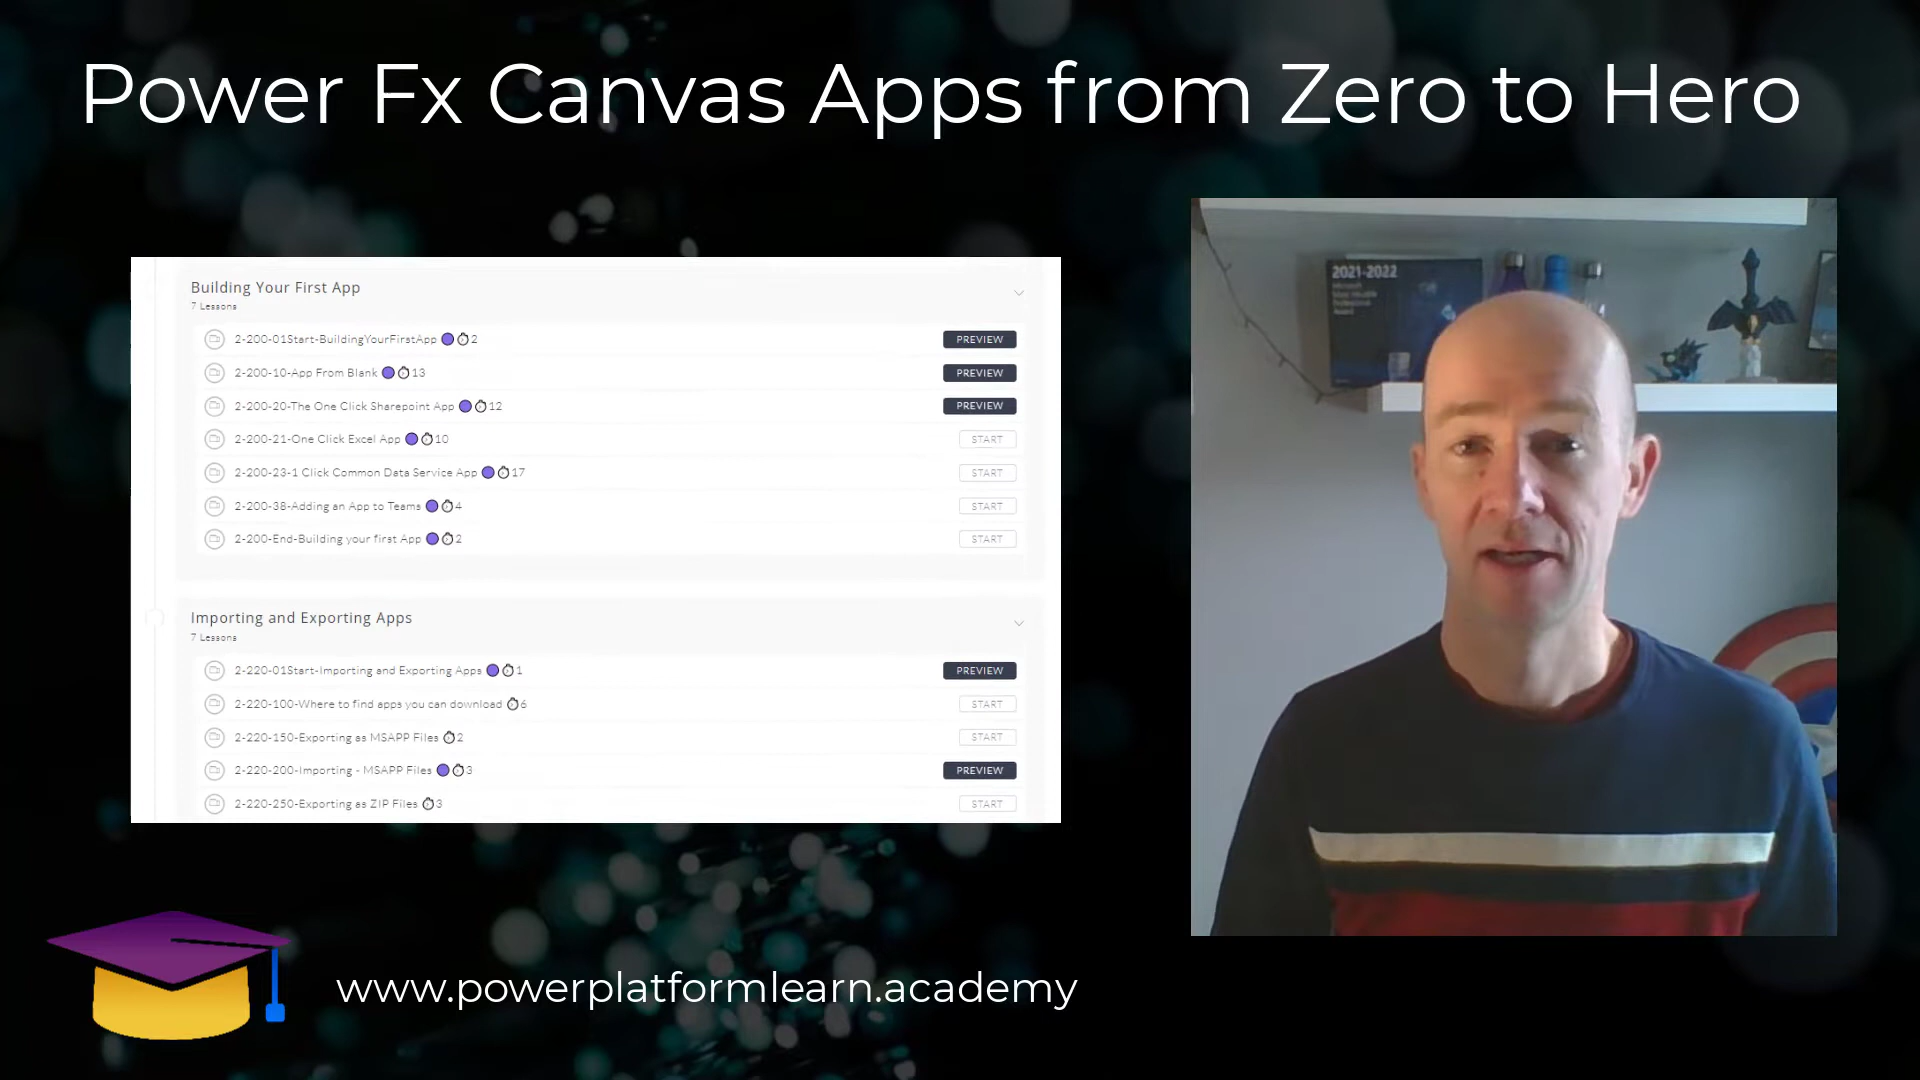 Power Fx Canvas Apps from Zero to Hero
Building Your First App
7 Lessons
2-200-01Start-BuildingYourFirstApp 2 PREVIEW
2-200-10-App From Blank 13 PREVIEW
2-200-20-The One Click Sharepoint App 12 PREVIEW
2-200-21-One Click Excel App 10 START
2-200-23-1 Click Common Data Service App 17 START
2-200-38-Adding an App to Teams 4 START
2-200-End-Building your first App 2 START
Importing and Exporting Apps
7 Lessons
2-220-01Start-Importing and Exporting Apps 1 PREVIEW
2-220-100-Where to find apps you can download 6 START
2-220-150-Exporting as MSAPP Files 2 START
2-220-200-Importing - MSAPP Files 3 PREVIEW
2-220-250-Exporting as ZIP Files 3 START
2021-2022
Microsoft
Most Valuable
Professional
Award
www.powerplatformlearn.academy